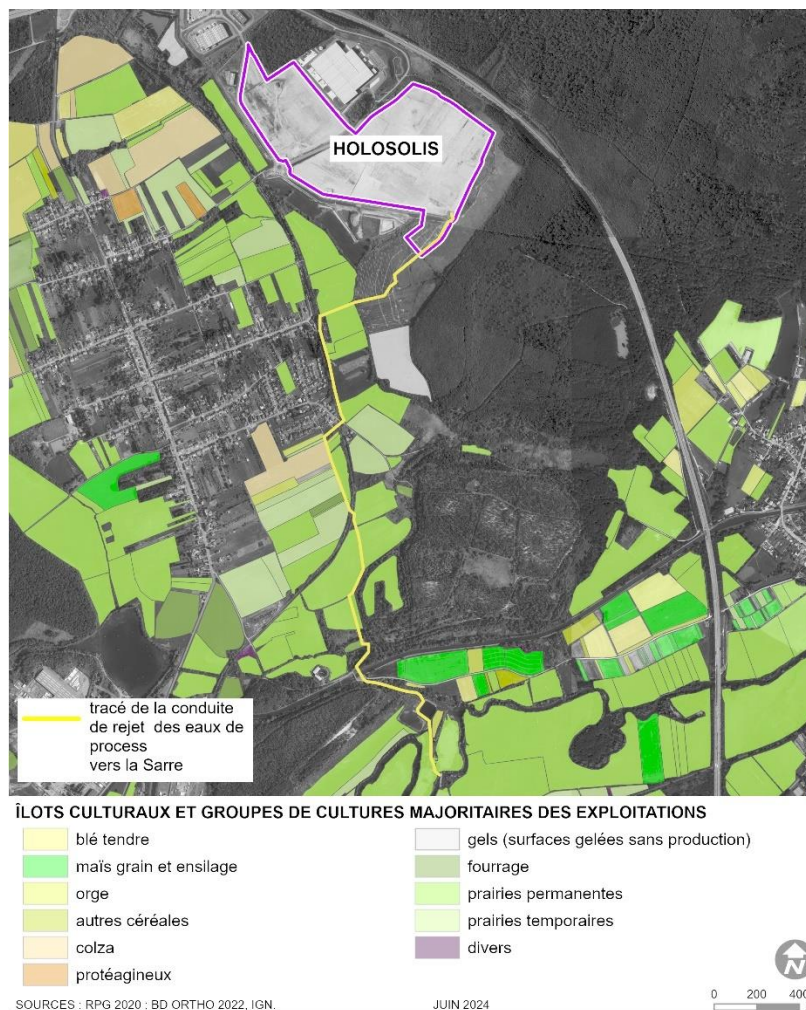 HOLOSOLIS
tracé de la conduite
de rejet des eaux de
process
vers la Sarre
ÎLOTS CULTURAUX ET GROUPES DE CULTURES MAJORITAIRES DES EXPLOITATIONS
blé tendre
maïs grain et ensilage
orge
autres céréales
colza
protéagineux
gels (surfaces gelées sans production)
fourrage
prairies permanentes
prairies temporaires
divers
N
0 200 400
SOURCES : RPG 2020 : BD ORTHO 2022, IGN.
JUIN 2024